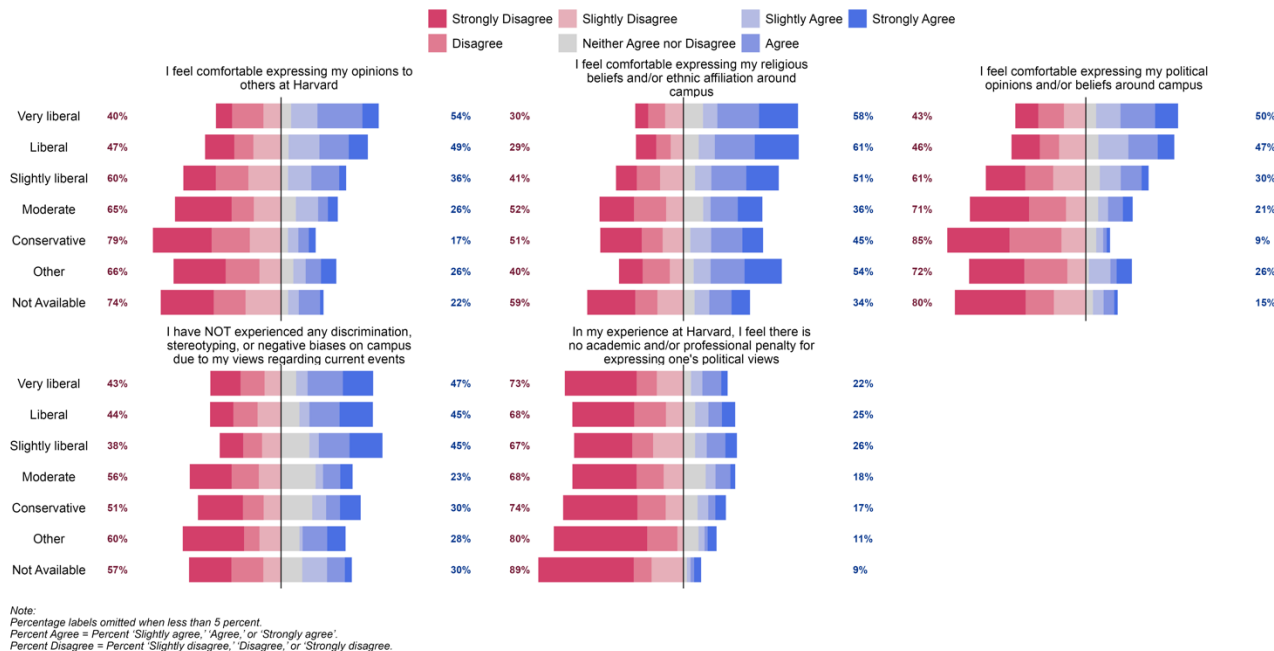 Strongly Disagree Slightly Disagree Slightly Agree Strongly Agree
Disagree Neither Agree nor Disagree Agree
I feel comfortable expressing my opinions to
others at Harvard
I feel comfortable expressing my religious
beliefs and/or ethnic affiliation around
campus
I feel comfortable expressing my political
opinions and/or beliefs around campus
Very liberal 40% 54% 30% 58% 43% 50%
Liberal 47% 49% 29% 61% 46% 47%
Slightly liberal 60% 36% 41% 51% 61% 30%
Moderate 65% 26% 52% 36% 71% 21%
Conservative 79% 17% 51% 45% 85% 9%
Other 66% 26% 40% 54% 72% 26%
Not Available 74% 22% 59% 34% 80% 15%
I have NOT experienced any discrimination,
stereotyping, or negative biases on campus
due to my views regarding current events
In my experience at Harvard, I feel there is
no academic and/or professional penalty for
expressing one's political views
Very liberal 43% 47% 73% 22%
Liberal 44% 45% 68% 25%
Slightly liberal 38% 45% 67% 26%
Moderate 56% 23% 68% 18%
Conservative 51% 30% 74% 17%
Other 60% 28% 80% 11%
Not Available 57% 30% 89% 9%
Note:
Percentage labels omitted when less than 5 percent.
Percent Agree = Percent 'Slightly agree,' 'Agree,' or 'Strongly agree'.
Percent Disagree = Percent 'Slightly disagree,' 'Disagree,' or 'Strongly disagree.